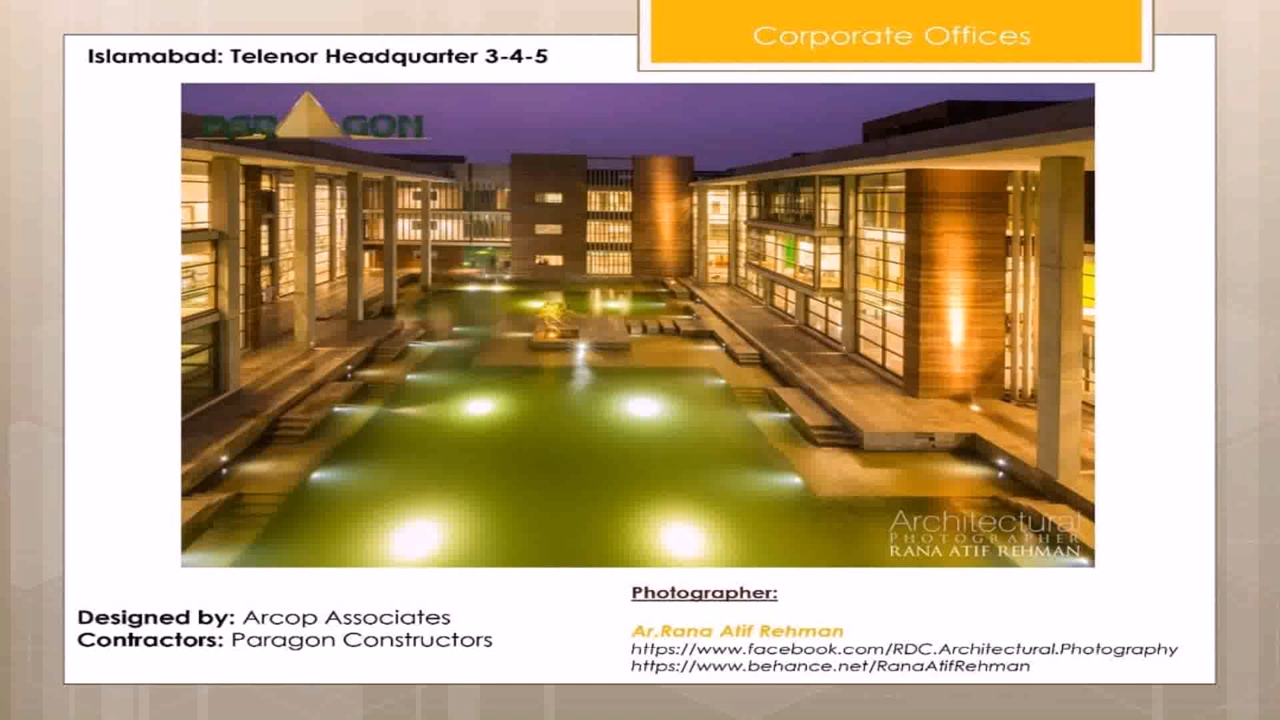 Corporate Offices
Islamabad: Telenor Headquarter 3-4-5
PARAGON
Architectural
PHOTOGRAPHER
RANA ATIF REHMAN
Designed by: Arcop Associates
Contractors: Paragon Constructors
Photographer:
Ar.Rana Atif Rehman
https://www.facebook.com/RDC.Architectural.Photography
https://www.behance.net/RanaAtifRehman